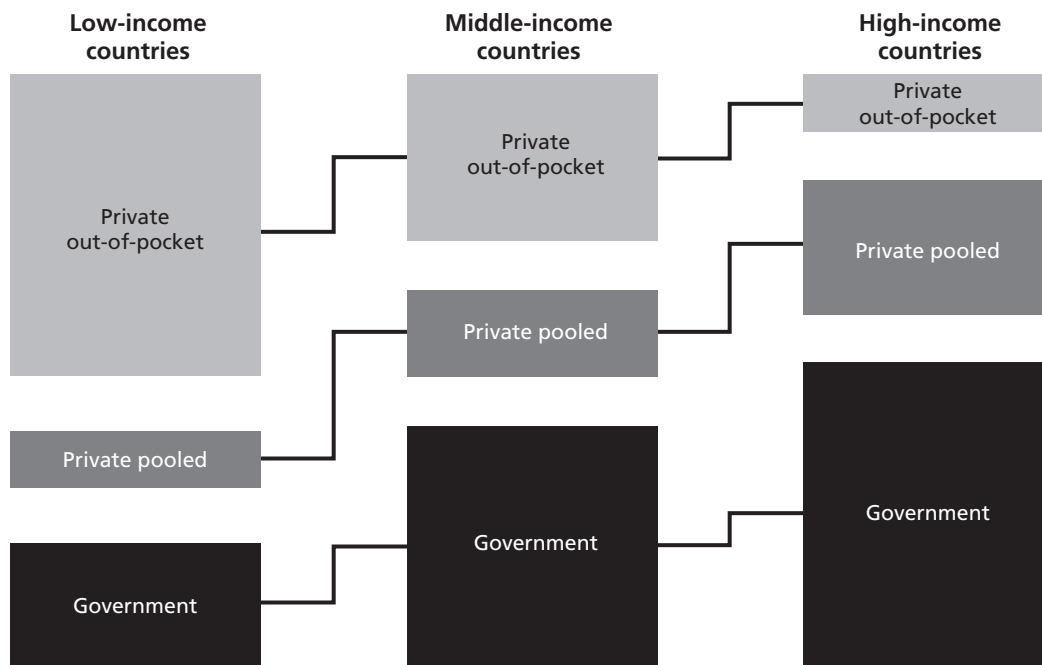 Low-income
countries
Middle-income
countries
High-income
countries
Private
out-of-pocket
Private pooled
Government
Private
out-of-pocket
Private pooled
Government
Private
out-of-pocket
Private pooled
Government